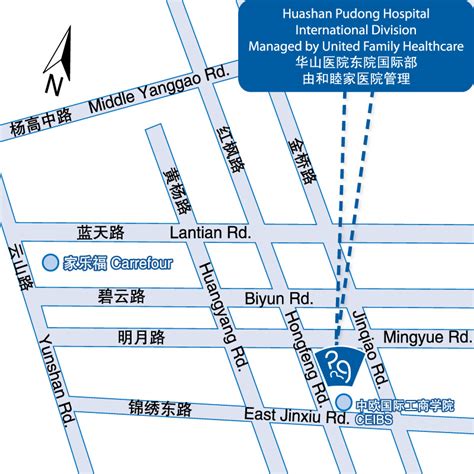 Huashan Pudong Hospital
International Division
Managed by United Family Healthcare
华山医院东院国际部
由和睦家医院管理
N
杨高中路 Middle Yanggao Rd.
红枫路
金桥路
黄杨路
云山路
蓝天路 Lantian Rd.
家乐福 Carrefour
碧云路 Biyun Rd.
明月路 Mingyue Rd.
Huangyang Rd.
Hongfeng Rd.
Jinqiao Rd.
Yunshan Rd.
中欧国际工商学院
CEIBS
锦绣东路 East Jinxiu Rd.